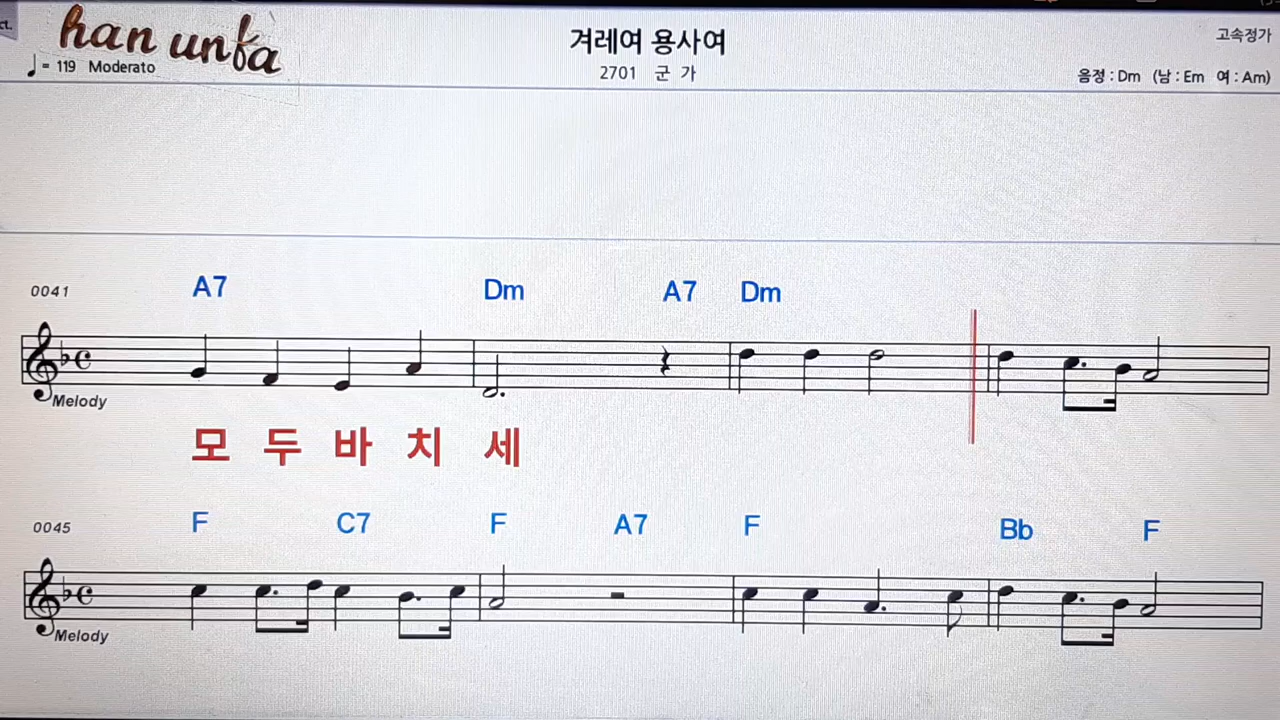 ct.
han unfa
겨레여 용사여
고속정가
♩= 119 Moderato
2701 군 가
음정 : Dm (남 : Em 여 : Am)
0041
A7 Dm A7 Dm
Melody
모 두 바 치 세
0045
F C7 F A7 F Bb F
Melody